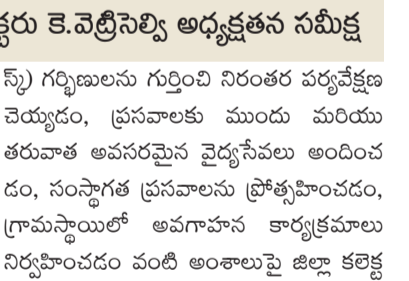 క్టరు కె.వెట్రిసెల్వి అధ్యక్షతన సమీక్ష
స్క్) గర్భిణులను గుర్తించి నిరంతర పర్యవేక్షణ
చెయ్యడం, ప్రసవాలకు ముందు మరియు
తరువాత అవసరమైన వైద్యసేవలు అందించ
డం, సంస్థాగత ప్రసవాలను ప్రోత్సహించడం,
గ్రామస్థాయిలో అవగాహన కార్యక్రమాలు
నిర్వహించడం వంటి అంశాలుపై జిల్లా కలెక్ట